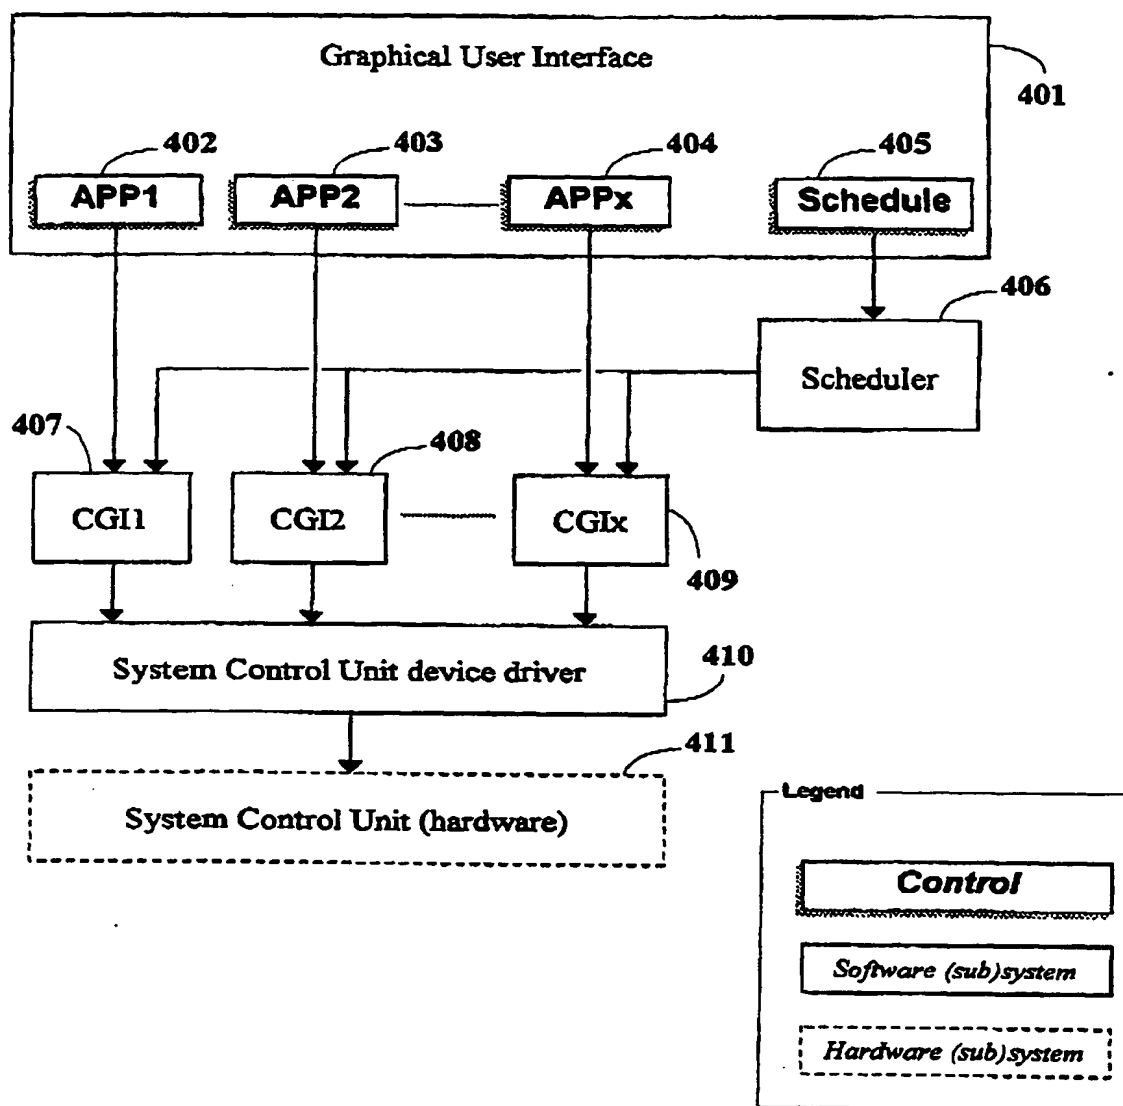 Graphical User Interface
401
402
403
404
405
APP1
APP2
APPx
Schedule
406
Scheduler
407
408
CGI1
CGI2
CGIx
409
System Control Unit device driver
410
411
System Control Unit (hardware)
Legend
Control
Software (sub)system
Hardware (sub)system